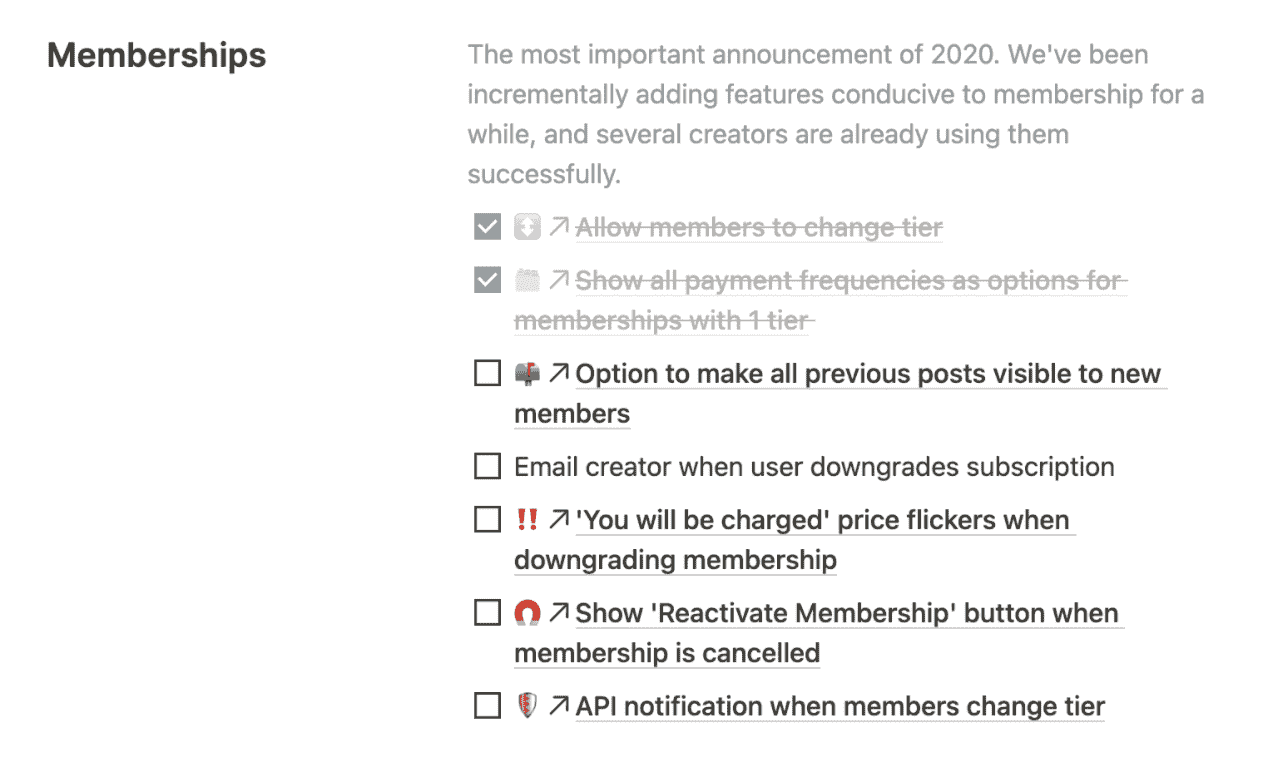 Memberships
The most important announcement of 2020. We've been
incrementally adding features conducive to membership for a
while, and several creators are already using them
successfully.
Allow members to change tier
Show all payment frequencies as options for
memberships with 1 tier
Option to make all previous posts visible to new
members
Email creator when user downgrades subscription
'You will be charged' price flickers when
downgrading membership
Show 'Reactivate Membership' button when
membership is cancelled
API notification when members change tier